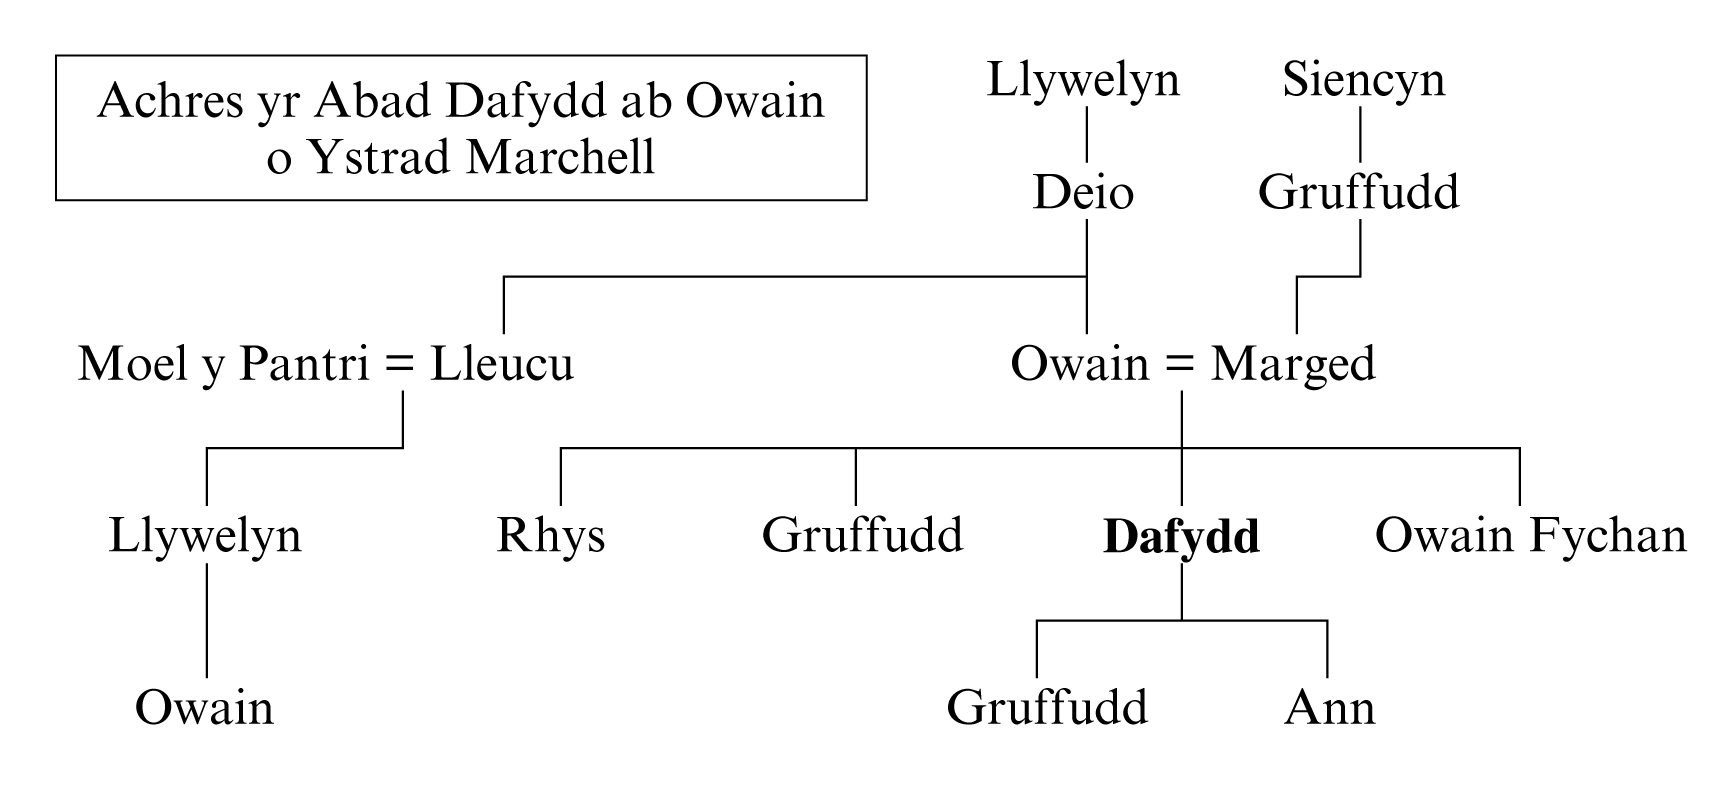 Achres yr Abad Dafydd ab Owain
o Ystrad Marchell
Llywelyn Siencyn
Deio Gruffudd
Moel y Pantri = Lleucu Owain = Marged
Llywelyn Rhys Gruffudd Dafydd Owain Fychan
Owain Gruffudd Ann